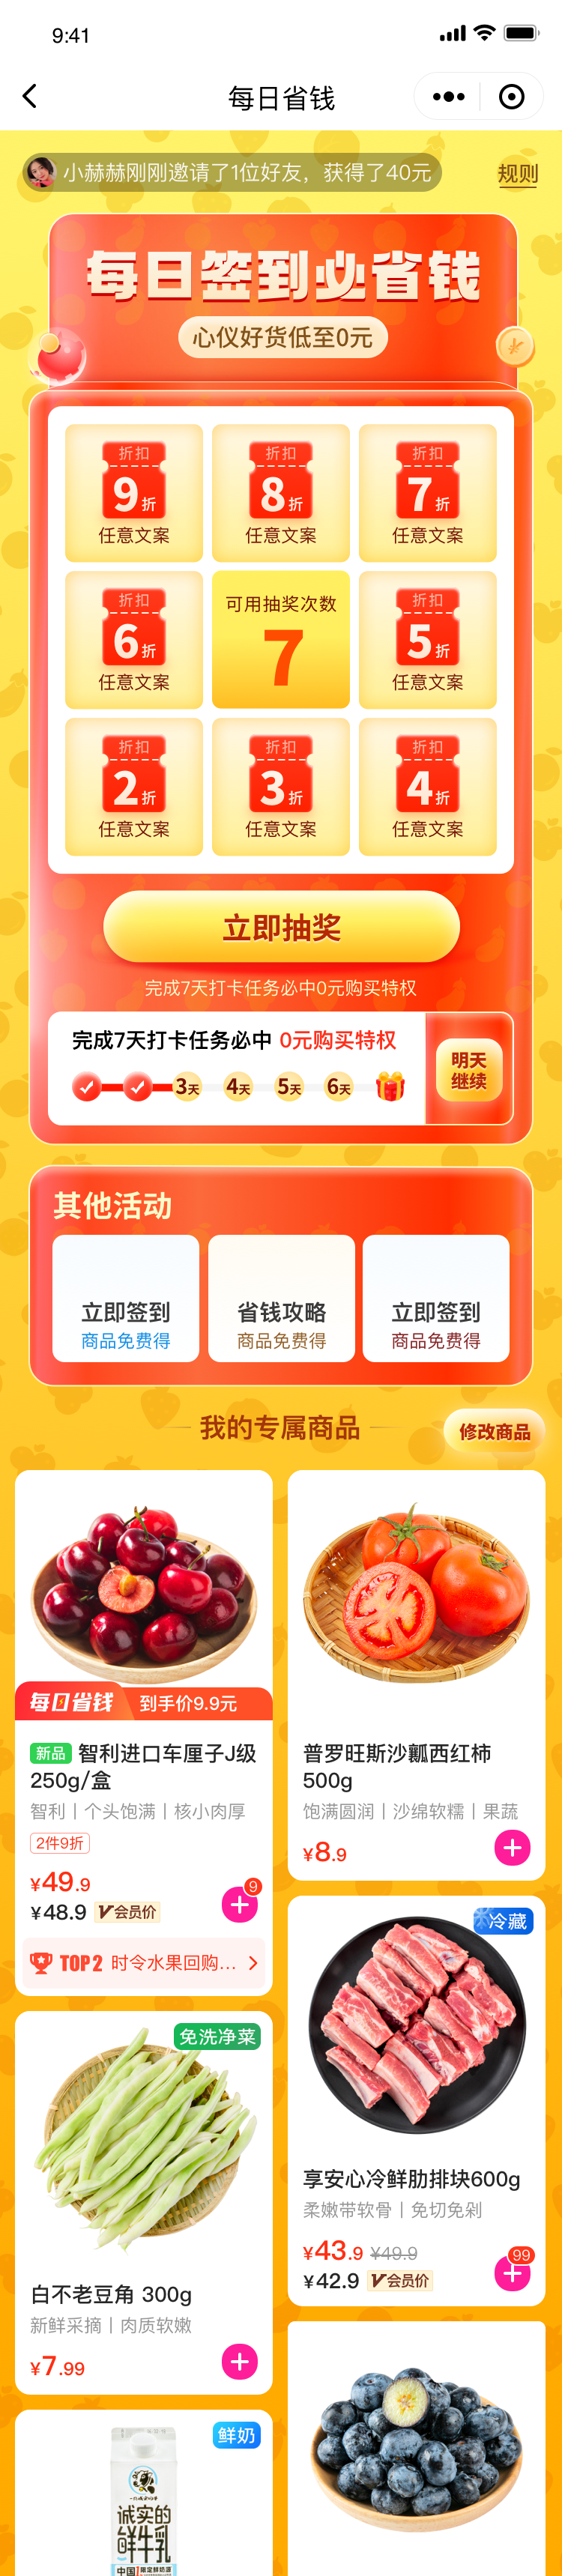 9:41
每日省钱
小赫赫刚刚邀请了1位好友，获得了40元
规则
每日签到必省钱
心仪好货低至0元
折扣
9折
任意文案
折扣
8折
任意文案
折扣
7折
任意文案
折扣
6折
任意文案
可用抽奖次数
7
折扣
5折
任意文案
折扣
2折
任意文案
折扣
3折
任意文案
折扣
4折
任意文案
立即抽奖
完成7天打卡任务必中0元购买特权
完成7天打卡任务必中 0元购买特权
3天 4天 5天 6天
明天
继续
其他活动
立即签到
商品免费得
省钱攻略
商品免费得
立即签到
商品免费得
我的专属商品
修改商品
每日省钱 到手价9.9元
新品 智利进口车厘子J级
250g/盒
智利丨个头饱满丨核小肉厚
2件9折
¥49.9
¥48.9 V会员价
9
TOP2 时令水果回购...
普罗旺斯沙瓤西红柿
500g
饱满圆润丨沙绵软糯丨果蔬
¥8.9
冷藏
享安心冷鲜肋排块600g
柔嫩带软骨丨免切免剁
¥43.9 ¥49.9
¥42.9 V会员价
99
免洗净菜
白不老豆角 300g
新鲜采摘丨肉质软嫩
¥7.99
鲜奶
诚实的
鲜牛乳